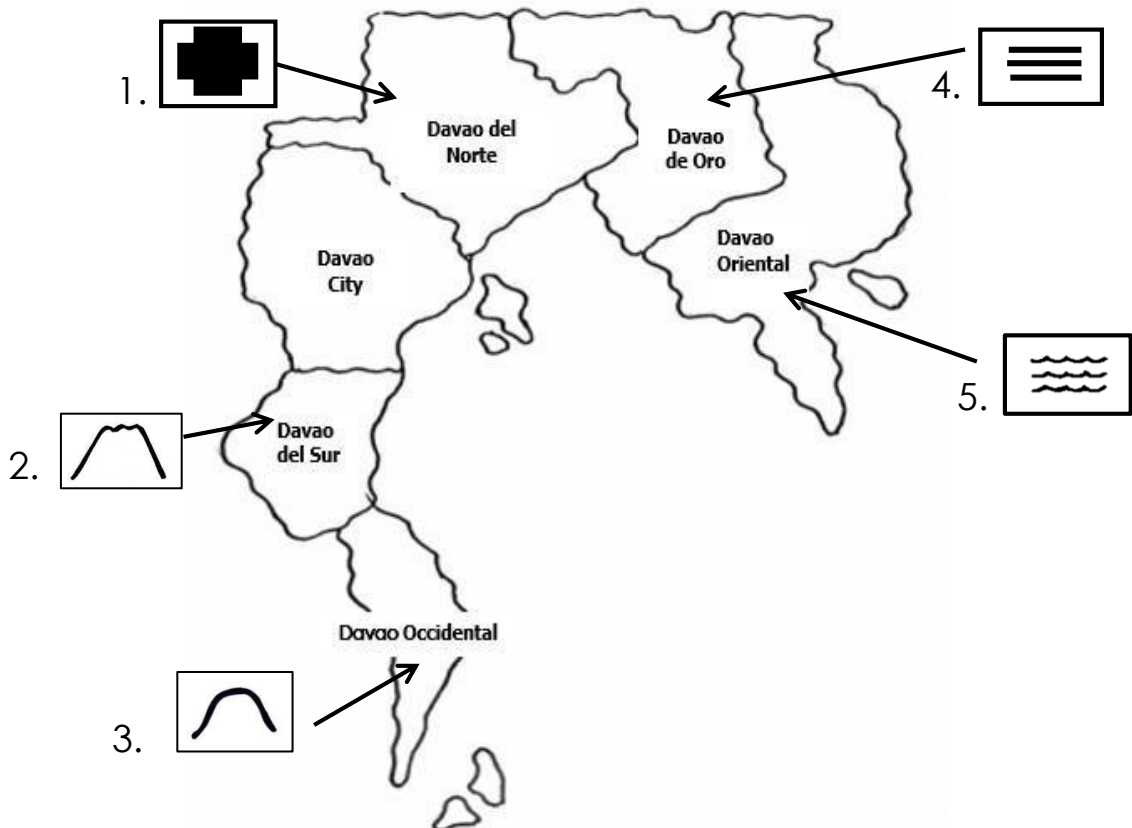 1.
4.
Davao del
Norte
Davao
de Oro
Davao
City
Davao
Oriental
5.
2.
Davao
del Sur
Davao Occidental
3.